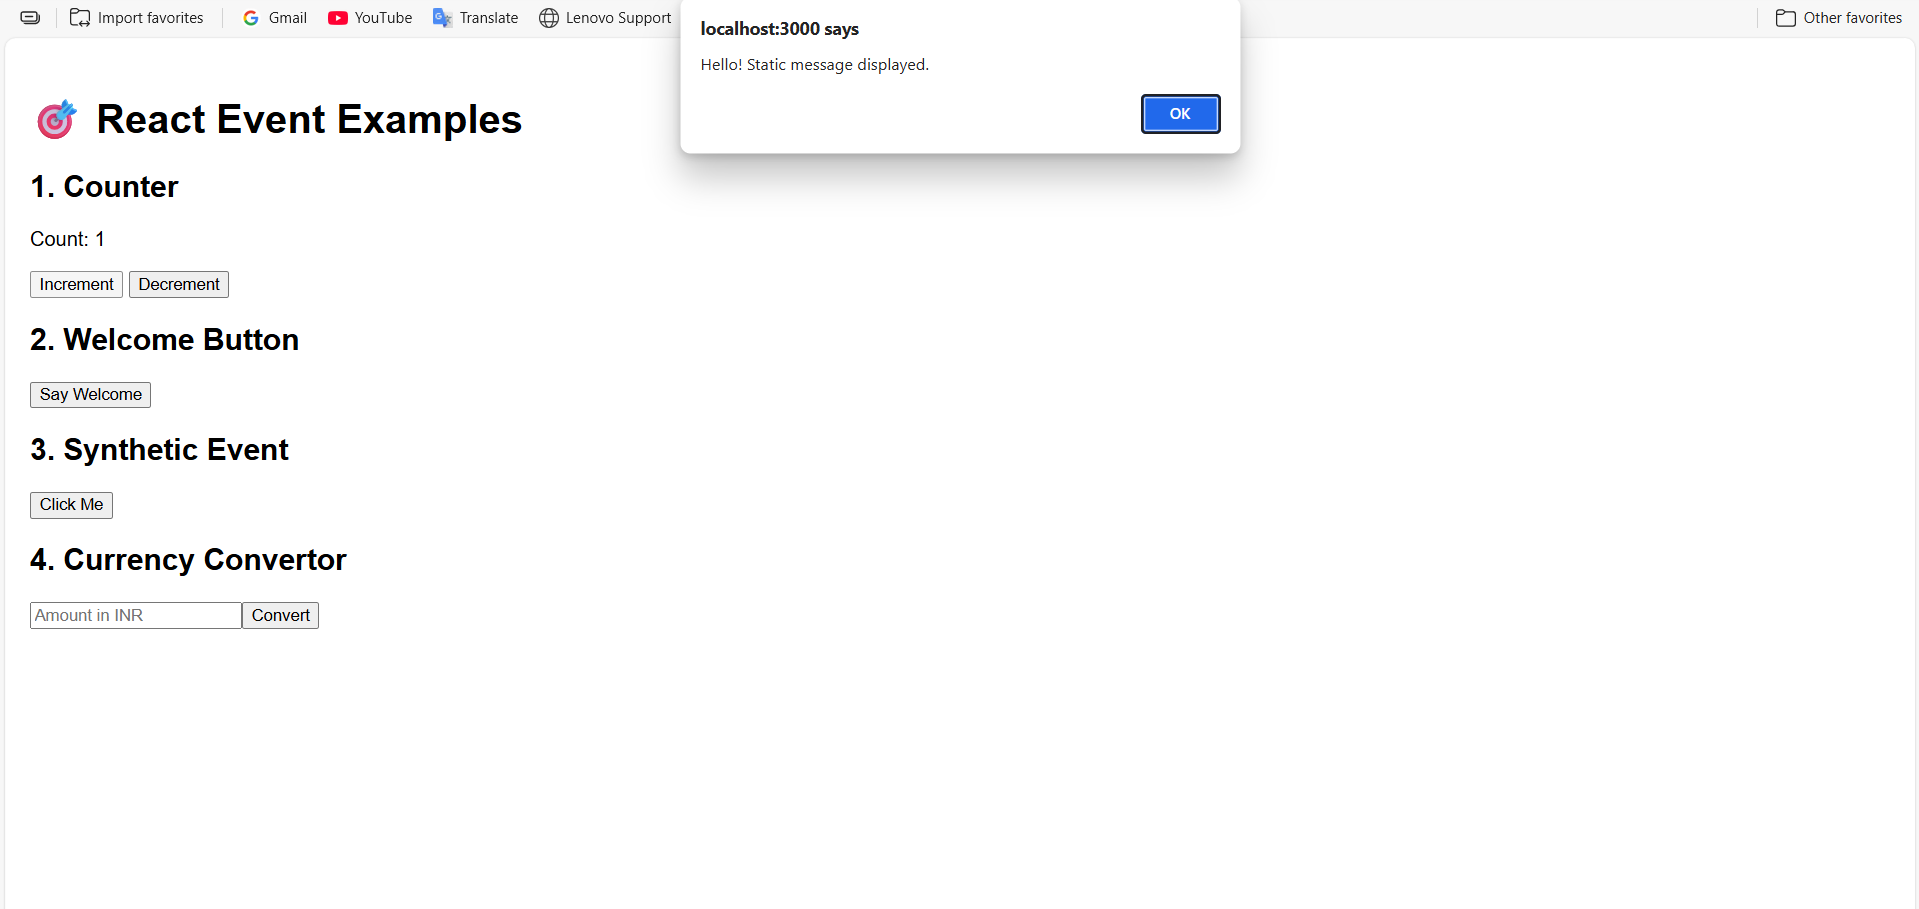 Import favorites Gmail YouTube Translate Lenovo Support Other favorites
localhost:3000 says
Hello! Static message displayed.
OK
🎯 React Event Examples
1. Counter
Count: 1
Increment Decrement
2. Welcome Button
Say Welcome
3. Synthetic Event
Click Me
4. Currency Convertor
Amount in INR Convert